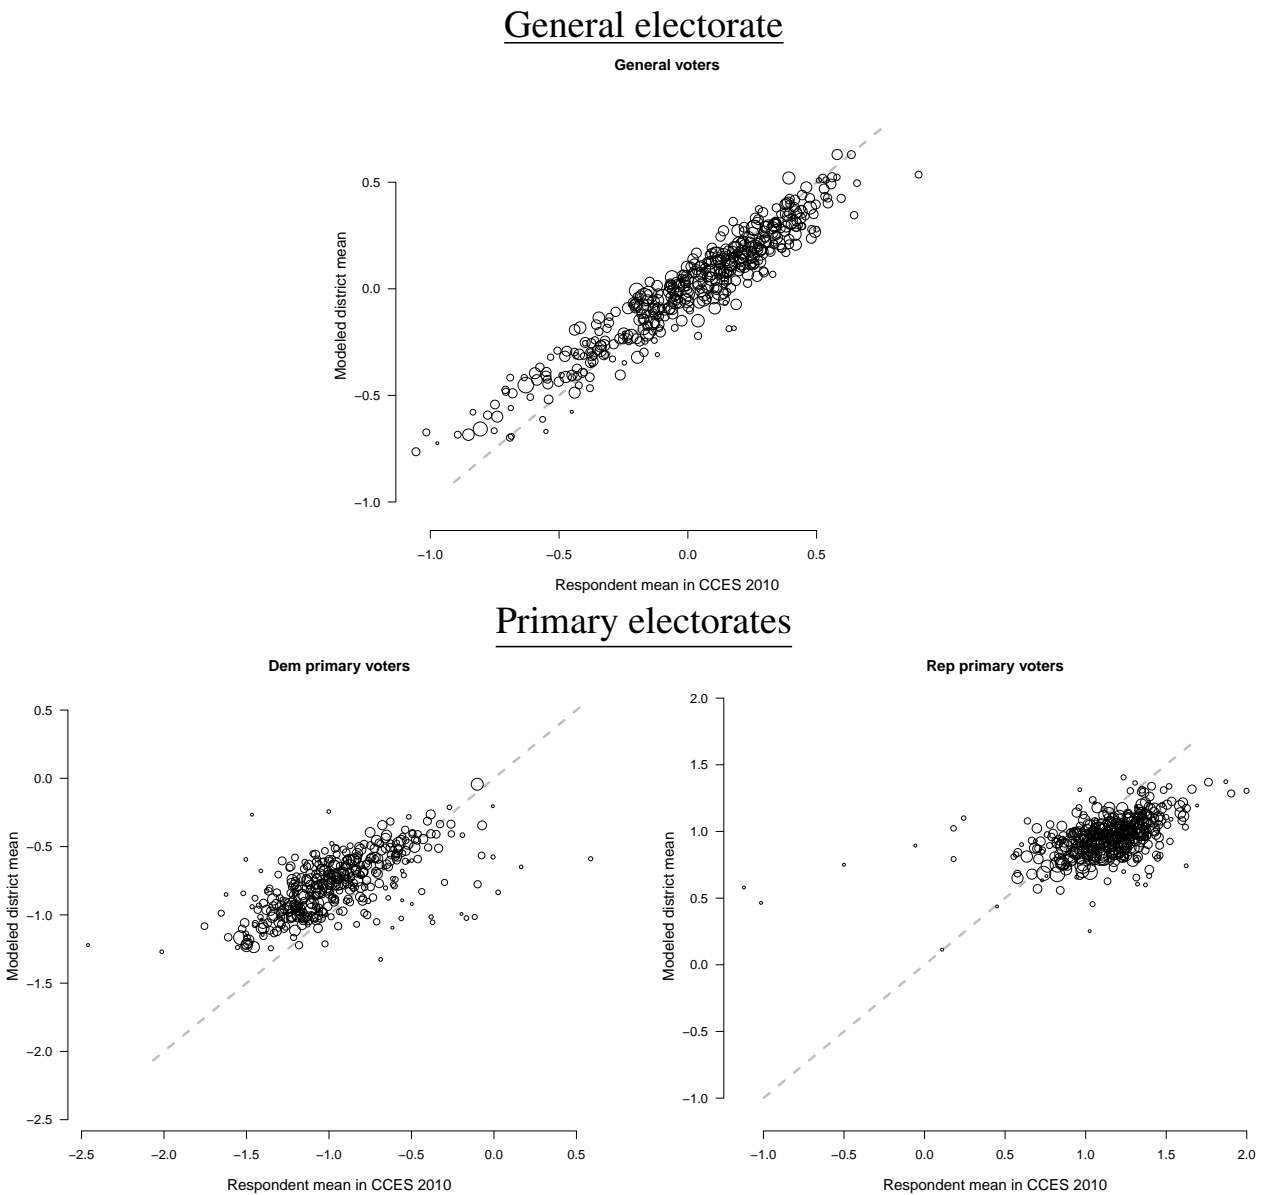 General electorate
General voters
Modeled district mean
0.5
0.0
−0.5
−1.0
−1.0 −0.5 0.0 0.5
Respondent mean in CCES 2010
Primary electorates
Dem primary voters
Modeled district mean
0.5
0.0
−0.5
−1.0
−1.5
−2.0
−2.5
−2.5 −2.0 −1.5 −1.0 −0.5 0.0 0.5
Respondent mean in CCES 2010
Rep primary voters
Modeled district mean
2.0
1.5
1.0
0.5
0.0
−0.5
−1.0
−1.0 −0.5 0.0 0.5 1.0 1.5 2.0
Respondent mean in CCES 2010